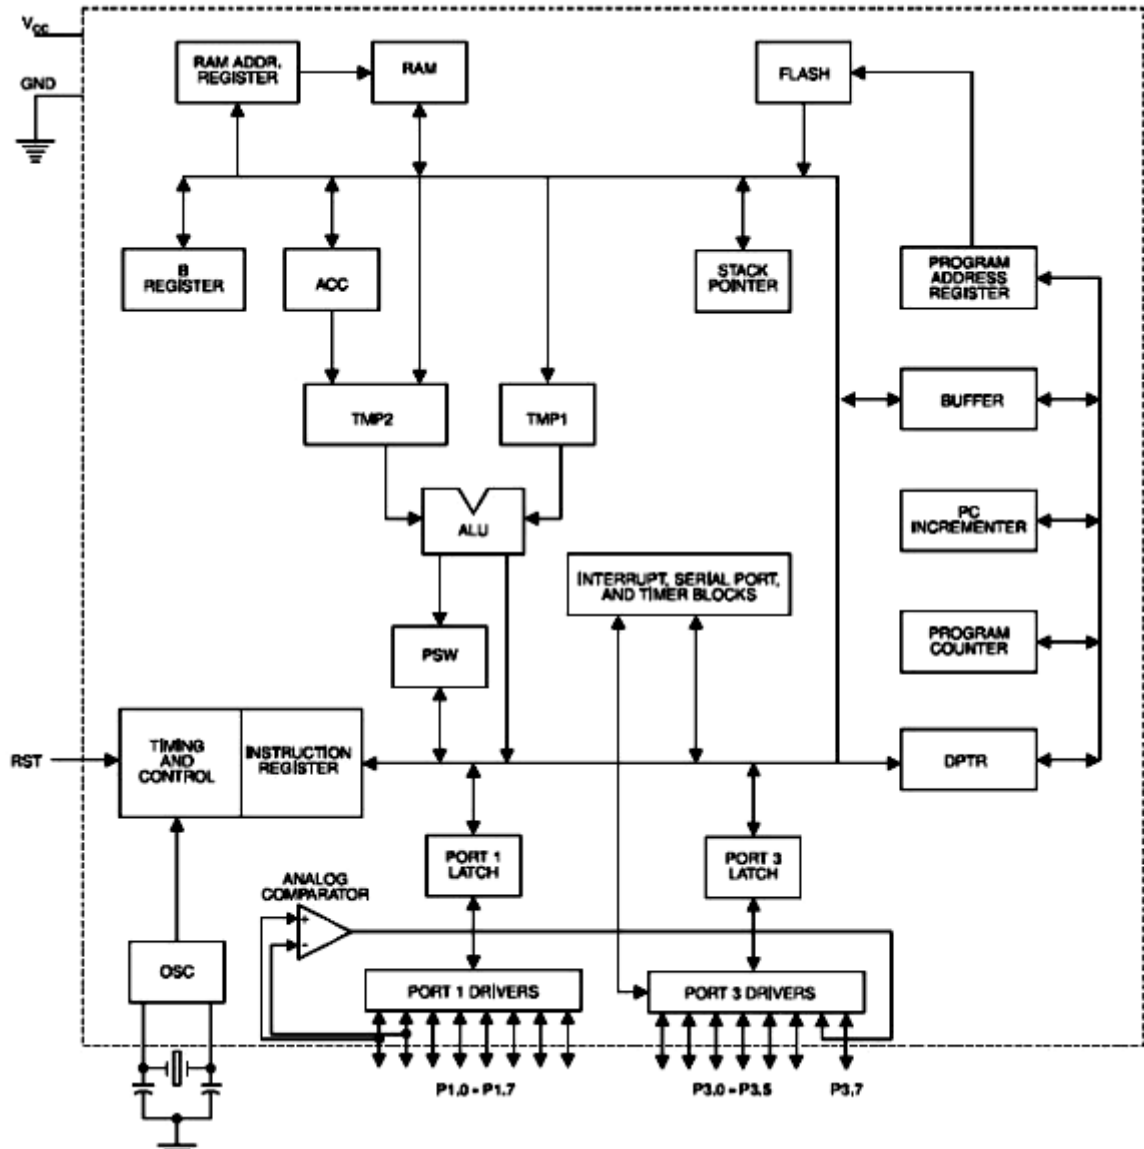 VCC
GND
RAM ADDR.
REGISTER
RAM
FLASH
B
REGISTER
ACC
STACK
POINTER
PROGRAM
ADDRESS
REGISTER
TMP2
TMP1
BUFFER
ALU
PC
INCREMENTER
INTERRUPT, SERIAL PORT,
AND TIMER BLOCKS
PSW
PROGRAM
COUNTER
RST
TIMING
AND
CONTROL
INSTRUCTION
REGISTER
DPTR
PORT 1
LATCH
PORT 3
LATCH
ANALOG
COMPARATOR
+
-
OSC
PORT 1 DRIVERS
PORT 3 DRIVERS
P1.0 - P1.7
P3.0 - P3.5
P3.7